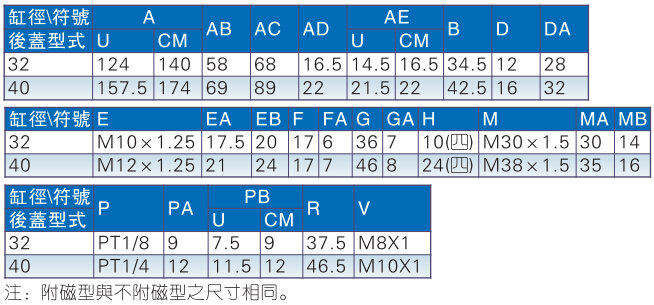 缸徑\符號 A AB AC AD AE B D DA
後蓋型式 U CM U CM
32 124 140 58 68 16.5 14.5 16.5 34.5 12 28
40 157.5 174 69 89 22 21.5 22 42.5 16 32
缸徑\符號 E EA EB F FA G GA H M MA MB
32 M10×1.25 17.5 20 17 6 36 7 10(四) M30×1.5 30 14
40 M12×1.25 21 24 17 7 46 8 24(四) M38×1.5 35 16
缸徑\符號 P PA PB R V
後蓋型式 U CM
32 PT1/8 9 7.5 9 37.5 M8X1
40 PT1/4 12 11.5 12 46.5 M10X1
注：附磁型與不附磁型之尺寸相同。